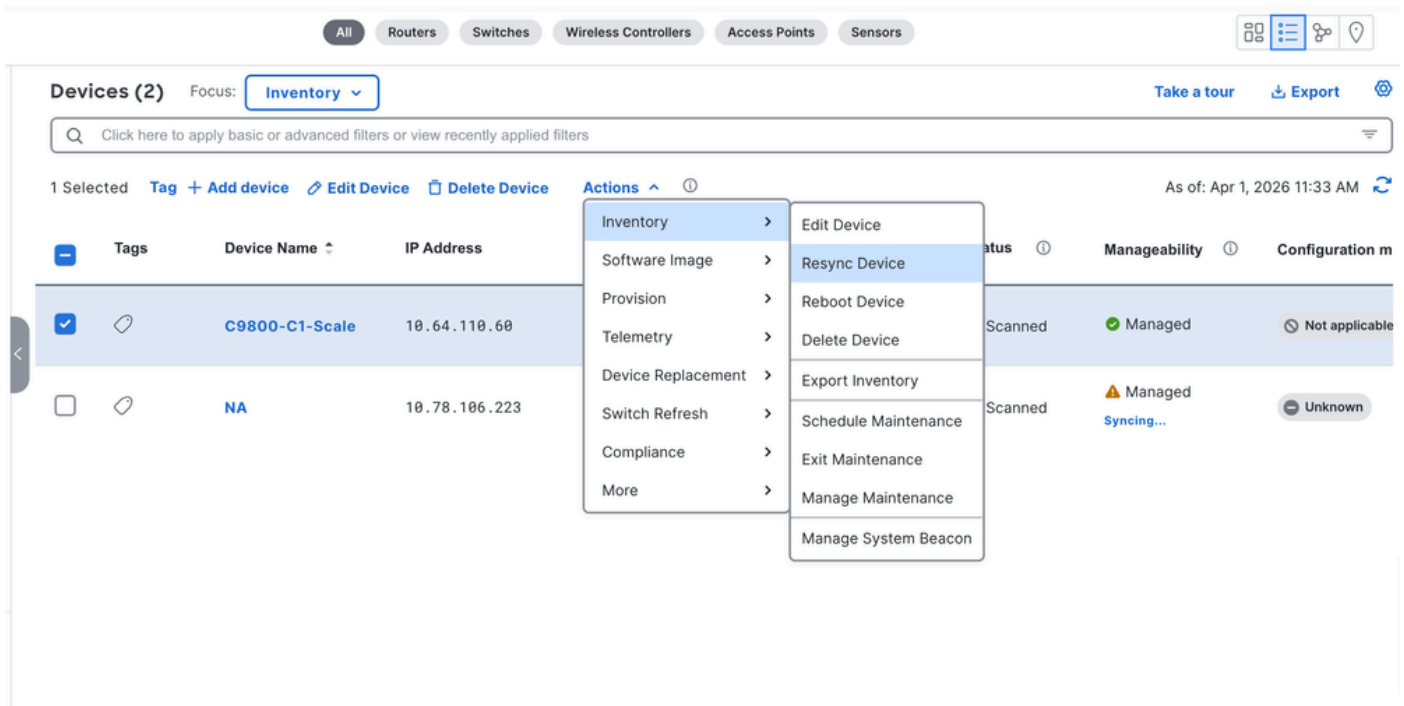 All Routers Switches Wireless Controllers Access Points Sensors
Devices (2) Focus: Inventory Take a tour Export
Click here to apply basic or advanced filters or view recently applied filters
1 Selected Tag + Add device Edit Device Delete Device Actions As of: Apr 1, 2026 11:33 AM
Tags Device Name IP Address atus Manageability Configuration m
C9800-C1-Scale 10.64.110.60 Scanned Managed Not applicable
NA 10.78.106.223 Scanned Managed Unknown
Syncing...
Inventory
Software Image
Provision
Telemetry
Device Replacement
Switch Refresh
Compliance
More
Edit Device
Resync Device
Reboot Device
Delete Device
Export Inventory
Schedule Maintenance
Exit Maintenance
Manage Maintenance
Manage System Beacon